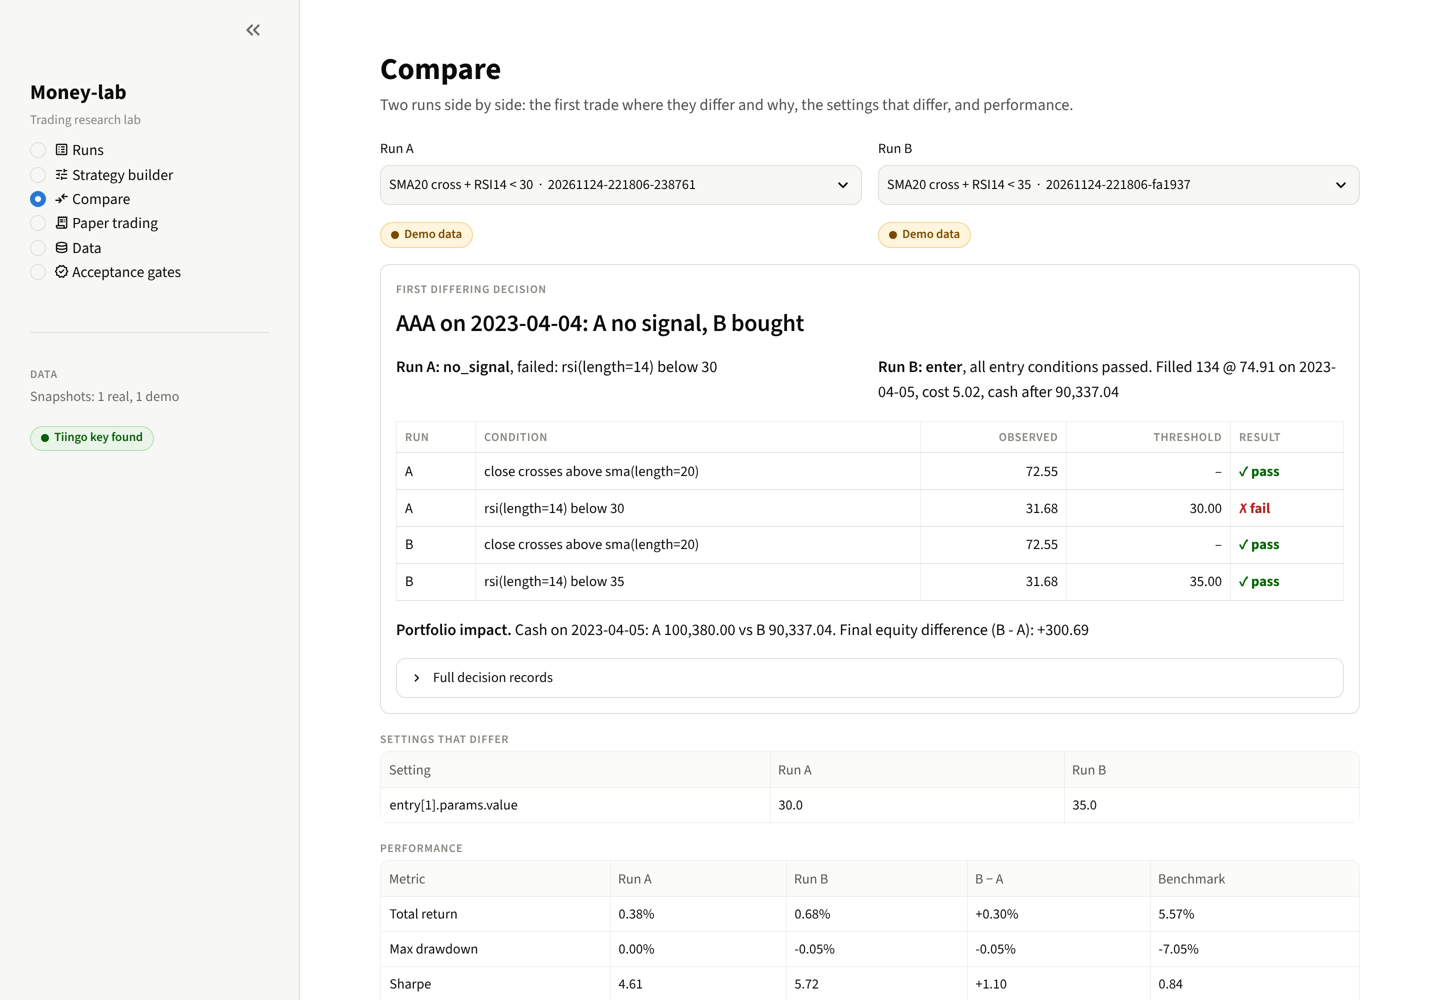 Money-lab
Trading research lab
Runs
Strategy builder
Compare
Paper trading
Data
Acceptance gates
DATA
Snapshots: 1 real, 1 demo
Tiingo key found
Compare
Two runs side by side: the first trade where they differ and why, the settings that differ, and performance.
Run A
Run B
SMA20 cross + RSI14 < 30 · 20261124-221806-238761
SMA20 cross + RSI14 < 35 · 20261124-221806-fa1937
Demo data
Demo data
FIRST DIFFERING DECISION
AAA on 2023-04-04: A no signal, B bought
Run A: no_signal, failed: rsi(length=14) below 30
Run B: enter, all entry conditions passed. Filled 134 @ 74.91 on 2023-
04-05, cost 5.02, cash after 90,337.04
RUN CONDITION OBSERVED THRESHOLD RESULT
A close crosses above sma(length=20) 72.55 – ✓ pass
A rsi(length=14) below 30 31.68 30.00 ✗ fail
B close crosses above sma(length=20) 72.55 – ✓ pass
B rsi(length=14) below 35 31.68 35.00 ✓ pass
Portfolio impact. Cash on 2023-04-05: A 100,380.00 vs B 90,337.04. Final equity difference (B - A): +300.69
Full decision records
SETTINGS THAT DIFFER
Setting Run A Run B
entry[1].params.value 30.0 35.0
PERFORMANCE
Metric Run A Run B B − A Benchmark
Total return 0.38% 0.68% +0.30% 5.57%
Max drawdown 0.00% -0.05% -0.05% -7.05%
Sharpe 4.61 5.72 +1.10 0.84